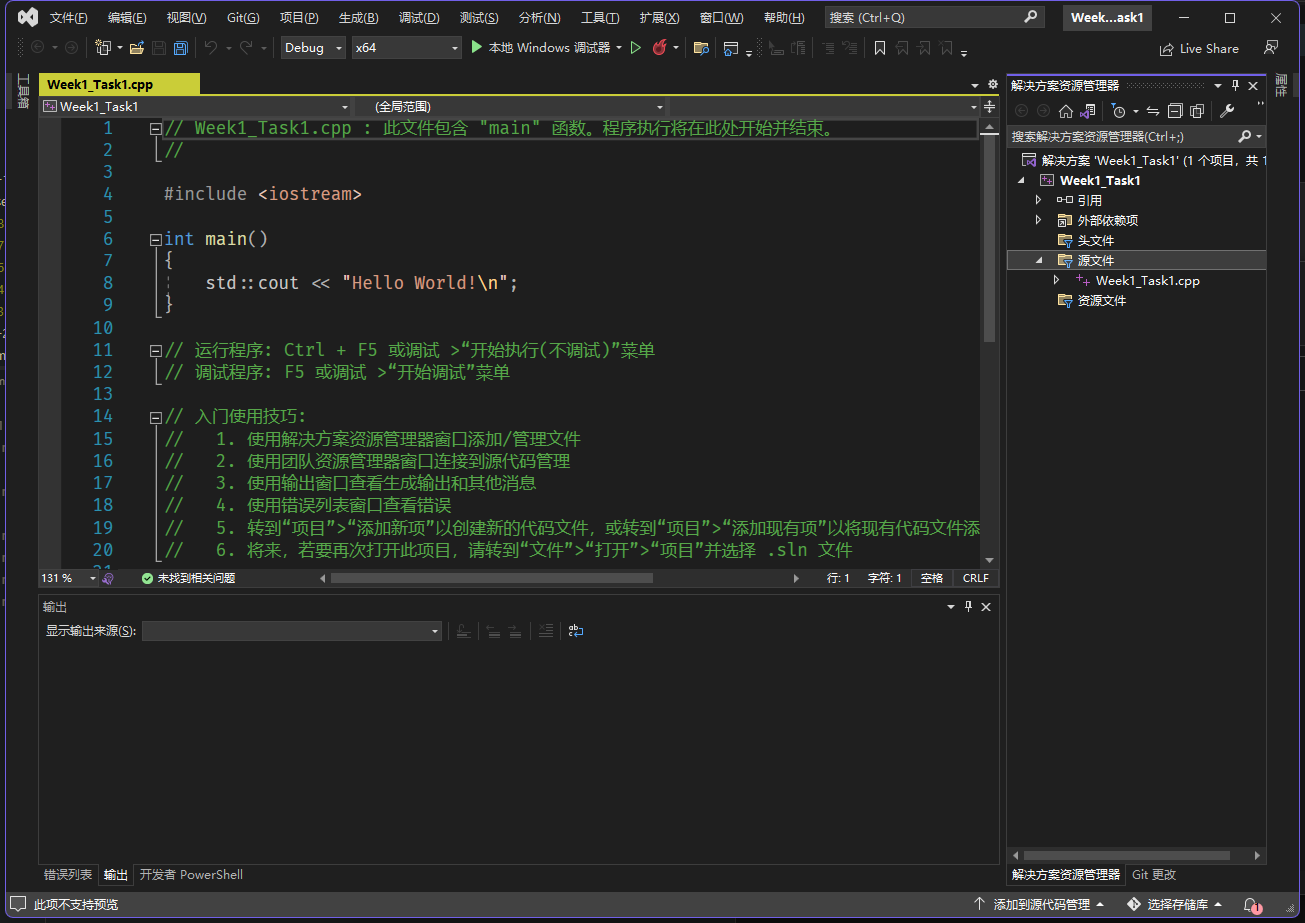 文件(F) 编辑(E) 视图(V) Git(G) 项目(P) 生成(B) 调试(D) 测试(S) 分析(N) 工具(T) 扩展(X) 窗口(W) 帮助(H) 搜索 (Ctrl+Q) Week...ask1
Debug x64 本地 Windows 调试器 Live Share
工具箱
Week1_Task1.cpp
Week1_Task1 (全局范围)
1 // Week1_Task1.cpp : 此文件包含 "main" 函数。程序执行将在此处开始并结束。
2 //
3
4 #include <iostream>
5
6 int main()
7 {
8 std::cout << "Hello World!\n";
9 }
10
11 // 运行程序: Ctrl + F5 或调试 >“开始执行(不调试)”菜单
12 // 调试程序: F5 或调试 >“开始调试”菜单
13
14 // 入门使用技巧:
15 // 1. 使用解决方案资源管理器窗口添加/管理文件
16 // 2. 使用团队资源管理器窗口连接到源代码管理
17 // 3. 使用输出窗口查看生成输出和其他消息
18 // 4. 使用错误列表窗口查看错误
19 // 5. 转到“项目”>“添加新项”以创建新的代码文件，或转到“项目”>“添加现有项”以将现有代码文件添
20 // 6. 将来，若要再次打开此项目，请转到“文件”>“打开”>“项目”并选择 .sln 文件
131 % 未找到相关问题 行: 1 字符: 1 空格 CRLF
输出
显示输出来源(S):
错误列表 输出 开发者 PowerShell
解决方案资源管理器
搜索解决方案资源管理器(Ctrl+;)
解决方案 'Week1_Task1' (1 个项目，共 1
Week1_Task1
引用
外部依赖项
头文件
源文件
Week1_Task1.cpp
资源文件
解决方案资源管理器 Git 更改
属性
此项不支持预览 添加到源代码管理 选择存储库 1